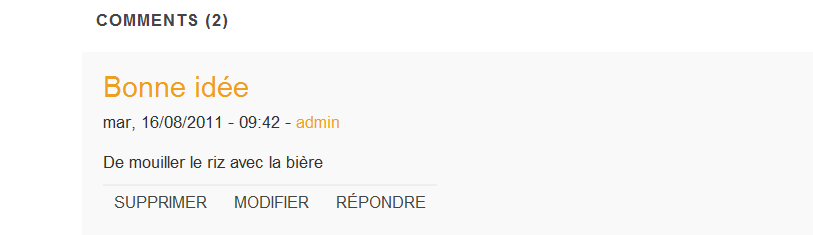 COMMENTS (2)
Bonne idée
mar, 16/08/2011 - 09:42 - admin
De mouiller le riz avec la bière
SUPPRIMER MODIFIER RÉPONDRE